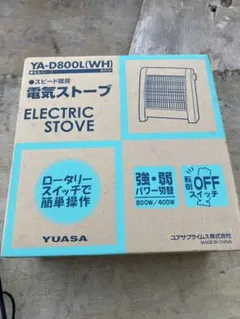 YA-D800L(WH)
●スピード暖房
電気ストーブ
ELECTRIC
STOVE
ロータリー
スイッチで
簡単操作
強・弱
パワー切替
800W/400W
転倒
OFF
スイッチ
YUASA
ユアサプライムス株式会社
MADE IN CHINA